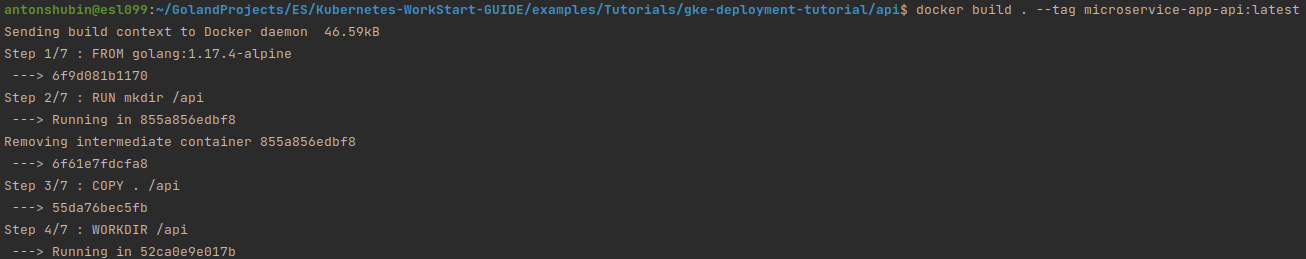 antonshubin@esl099:~/GolandProjects/ES/Kubernetes-WorkStart-GUIDE/examples/Tutorials/gke-deployment-tutorial/api$ docker build . --tag microservice-app-api:latest
Sending build context to Docker daemon  46.59kB
Step 1/7 : FROM golang:1.17.4-alpine
 ---> 6f9d081b1170
Step 2/7 : RUN mkdir /api
 ---> Running in 855a856edbf8
Removing intermediate container 855a856edbf8
 ---> 6f61e7fdcfa8
Step 3/7 : COPY . /api
 ---> 55da76bec5fb
Step 4/7 : WORKDIR /api
 ---> Running in 52ca0e9e017b